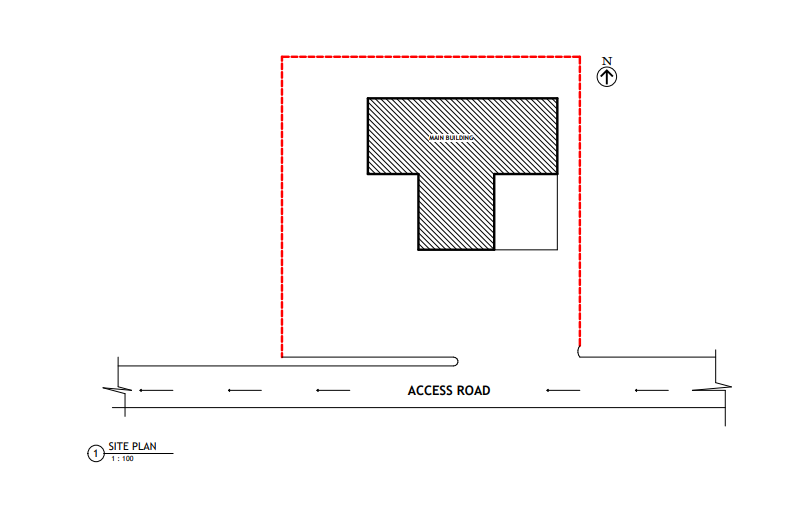 N
MAIN BUILDING
ACCESS ROAD
1
SITE PLAN
1 : 100